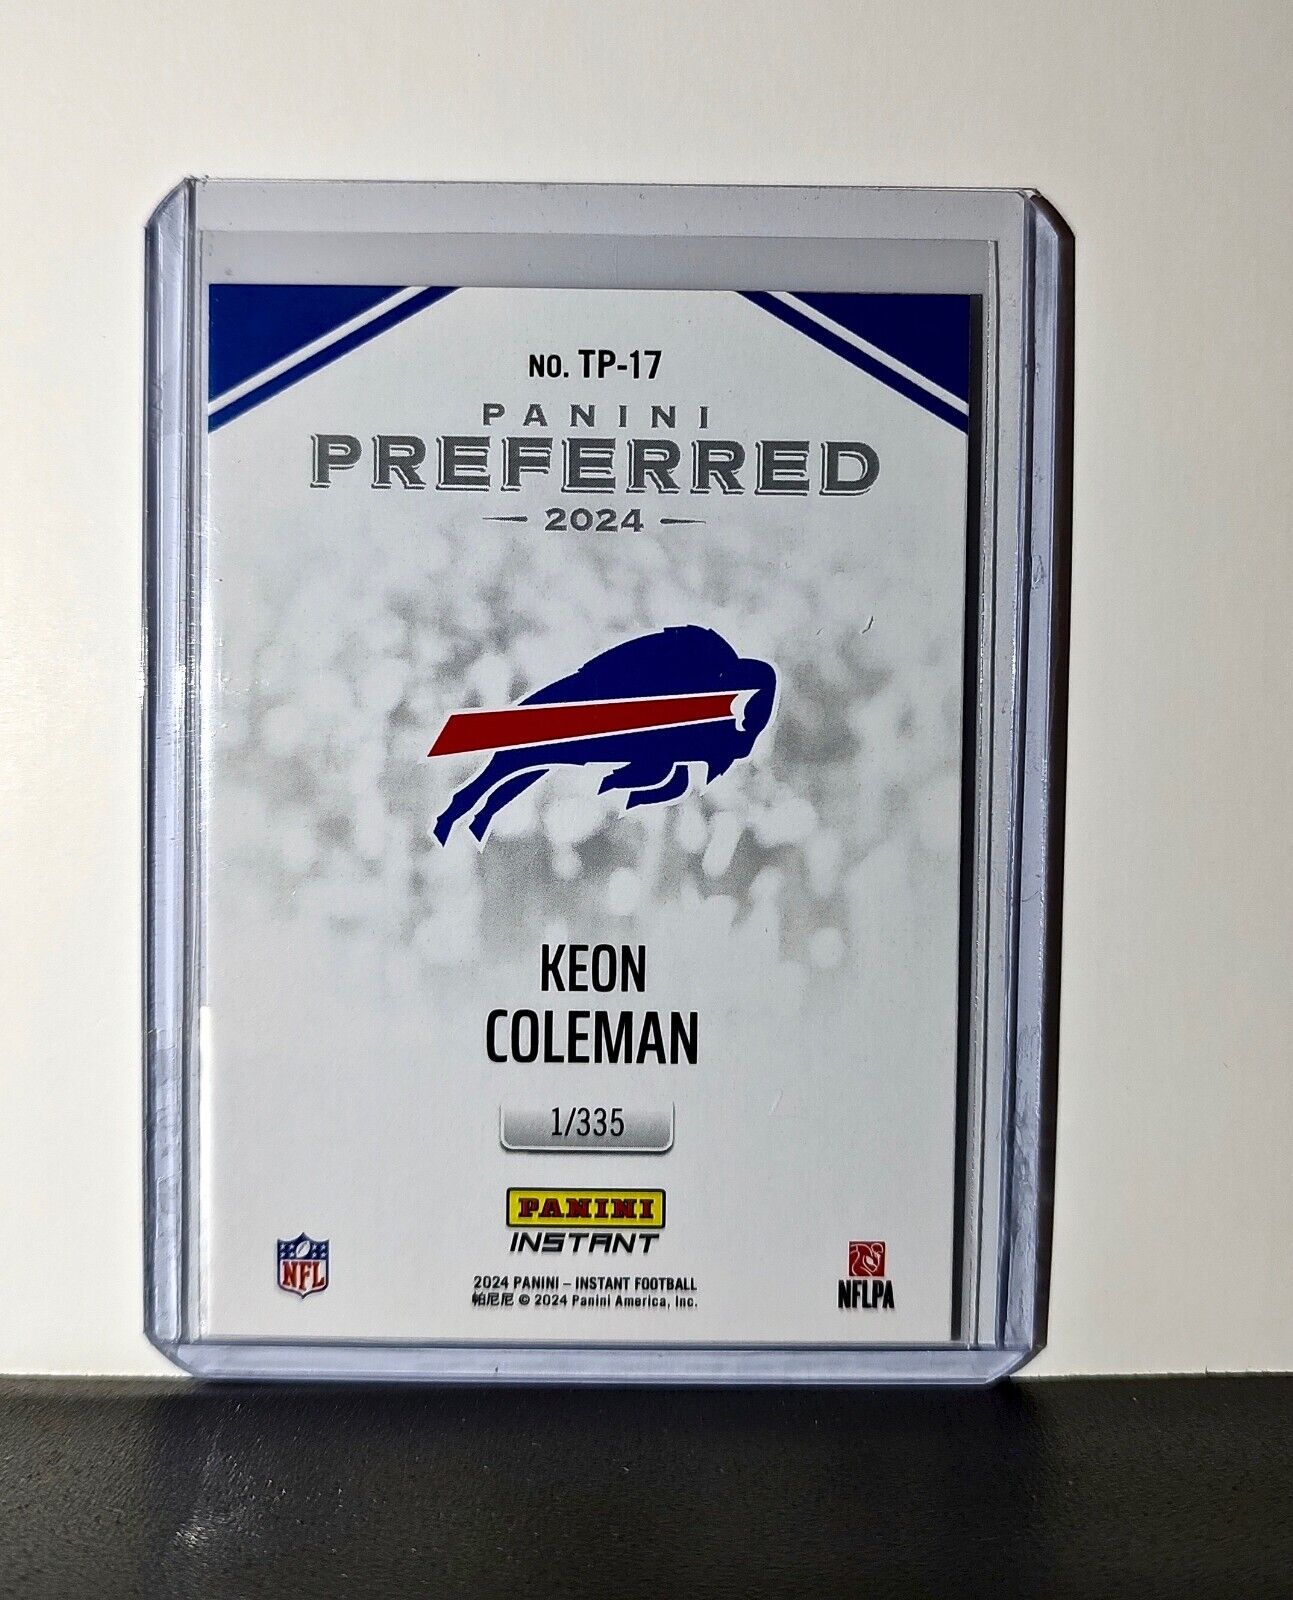 NO. TP-17
PANINI
PREFERRED
2024
KEON
COLEMAN
1/335
PANINI
INSTANT
NFL
2024 PANINI – INSTANT FOOTBALL
帕尼尼 © 2024 Panini America, Inc.
NFLPA